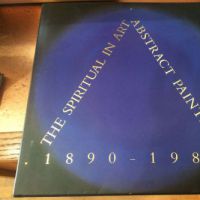 THE SPIRITUAL IN ART
ABSTRACT PAINT
1890-198